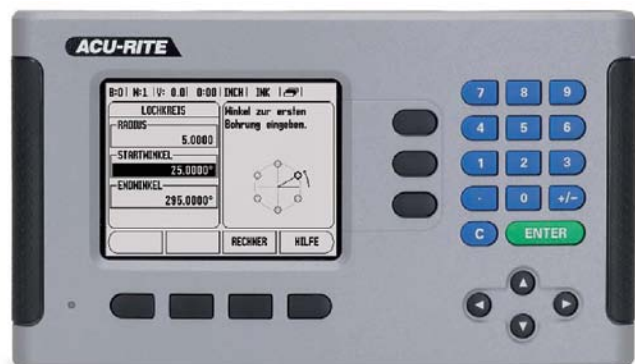 ACU-RITE
B:0 W:1 V: 0.0 0:00 INCH INK
LOCHKREIS
RADIUS
5.0000
STARTWINKEL
25.0000°
ENDWINKEL
295.0000°
Winkel zur ersten
Bohrung eingeben.
RECHNER HILFE
7 8 9
4 5 6
1 2 3
. 0 +/-
C ENTER